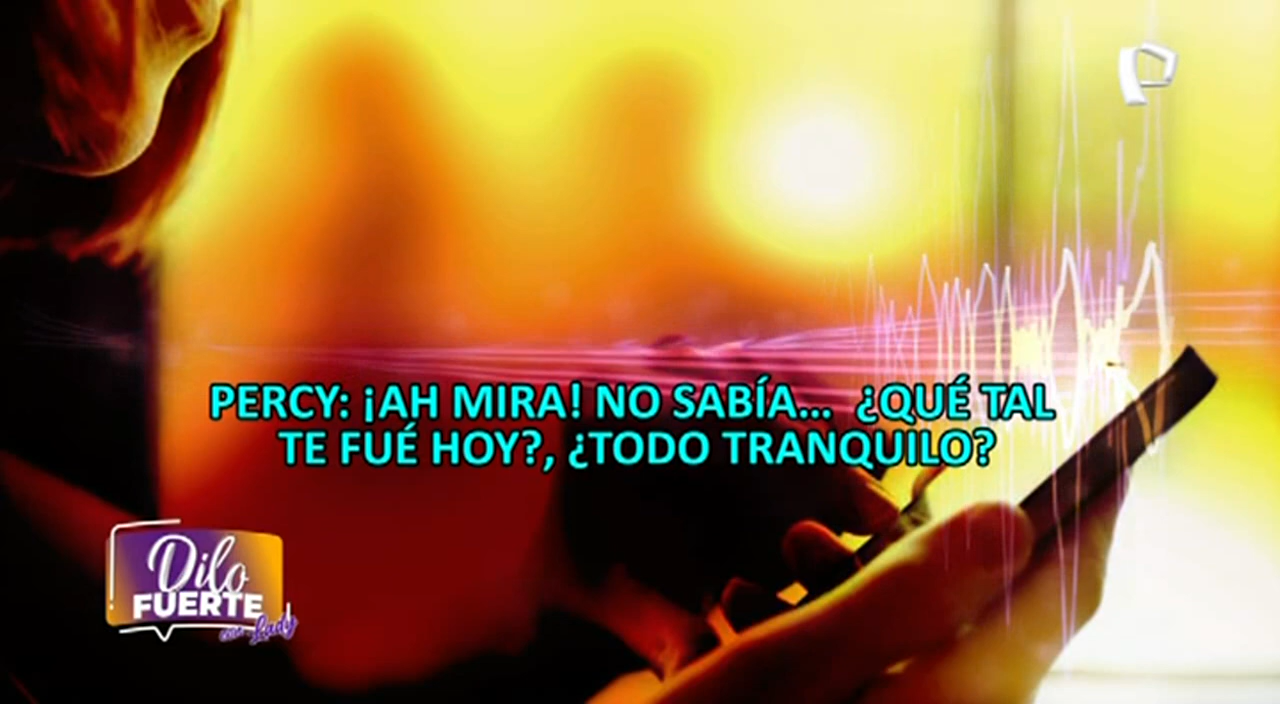 PERCY: ¡AH MIRA! NO SABÍA... ¿QUÉ TAL
TE FUÉ HOY?, ¿TODO TRANQUILO?
Dilo
FUERTE
con Lady